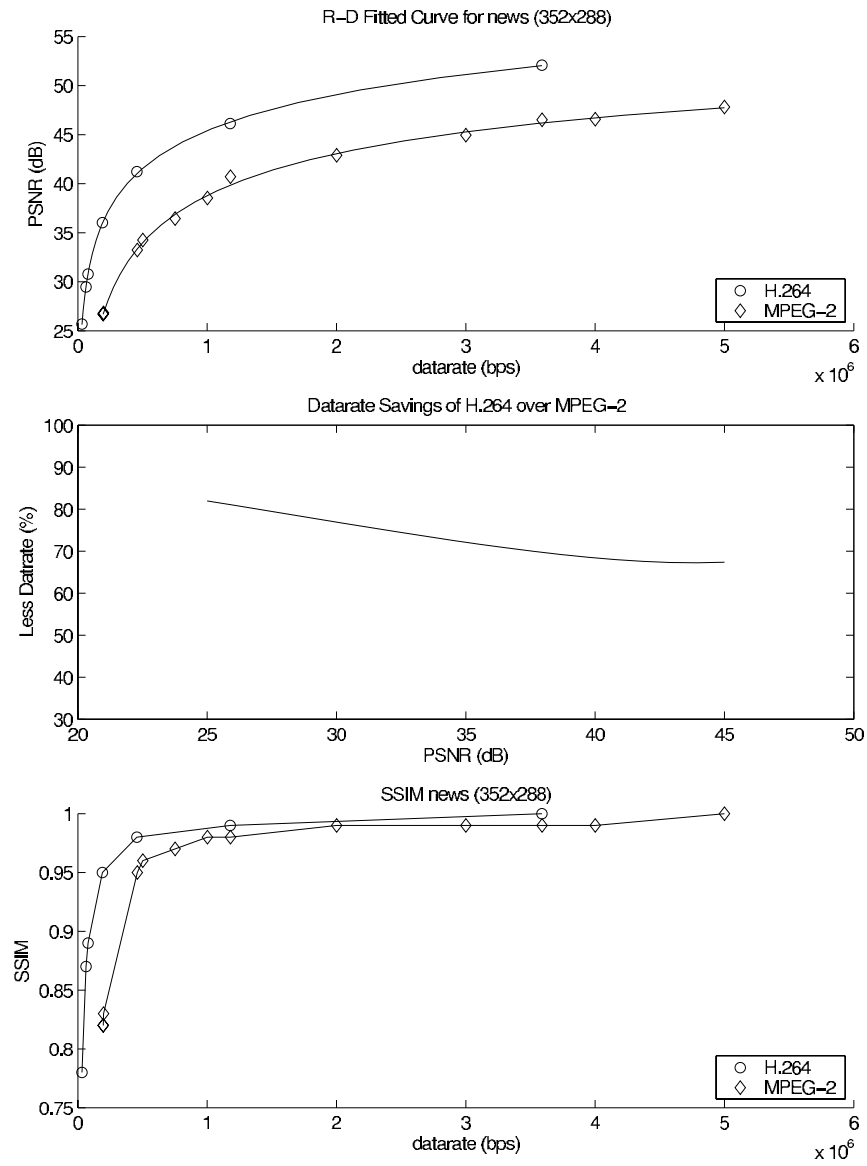 R-D Fitted Curve for news (352x288)
55
50
45
40
35
30
25
PSNR (dB)
H.264
MPEG-2
0 1 2 3 4 5 6
datarate (bps)
x 10^6
Datarate Savings of H.264 over MPEG-2
100
90
80
70
60
50
40
30
Less Datrate (%)
20 25 30 35 40 45 50
PSNR (dB)
SSIM news (352x288)
1
0.95
0.9
0.85
0.8
0.75
SSIM
H.264
MPEG-2
0 1 2 3 4 5 6
datarate (bps)
x 10^6